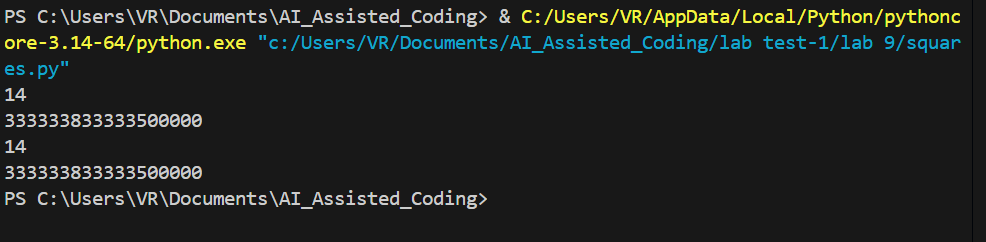 PS C:\Users\VR\Documents\AI_Assisted_Coding> & C:/Users/VR/AppData/Local/Python/pythonc
ore-3.14-64/python.exe "c:/Users/VR/Documents/AI_Assisted_Coding/lab test-1/lab 9/squar
es.py"
14
333333833333500000
14
333333833333500000
PS C:\Users\VR\Documents\AI_Assisted_Coding>